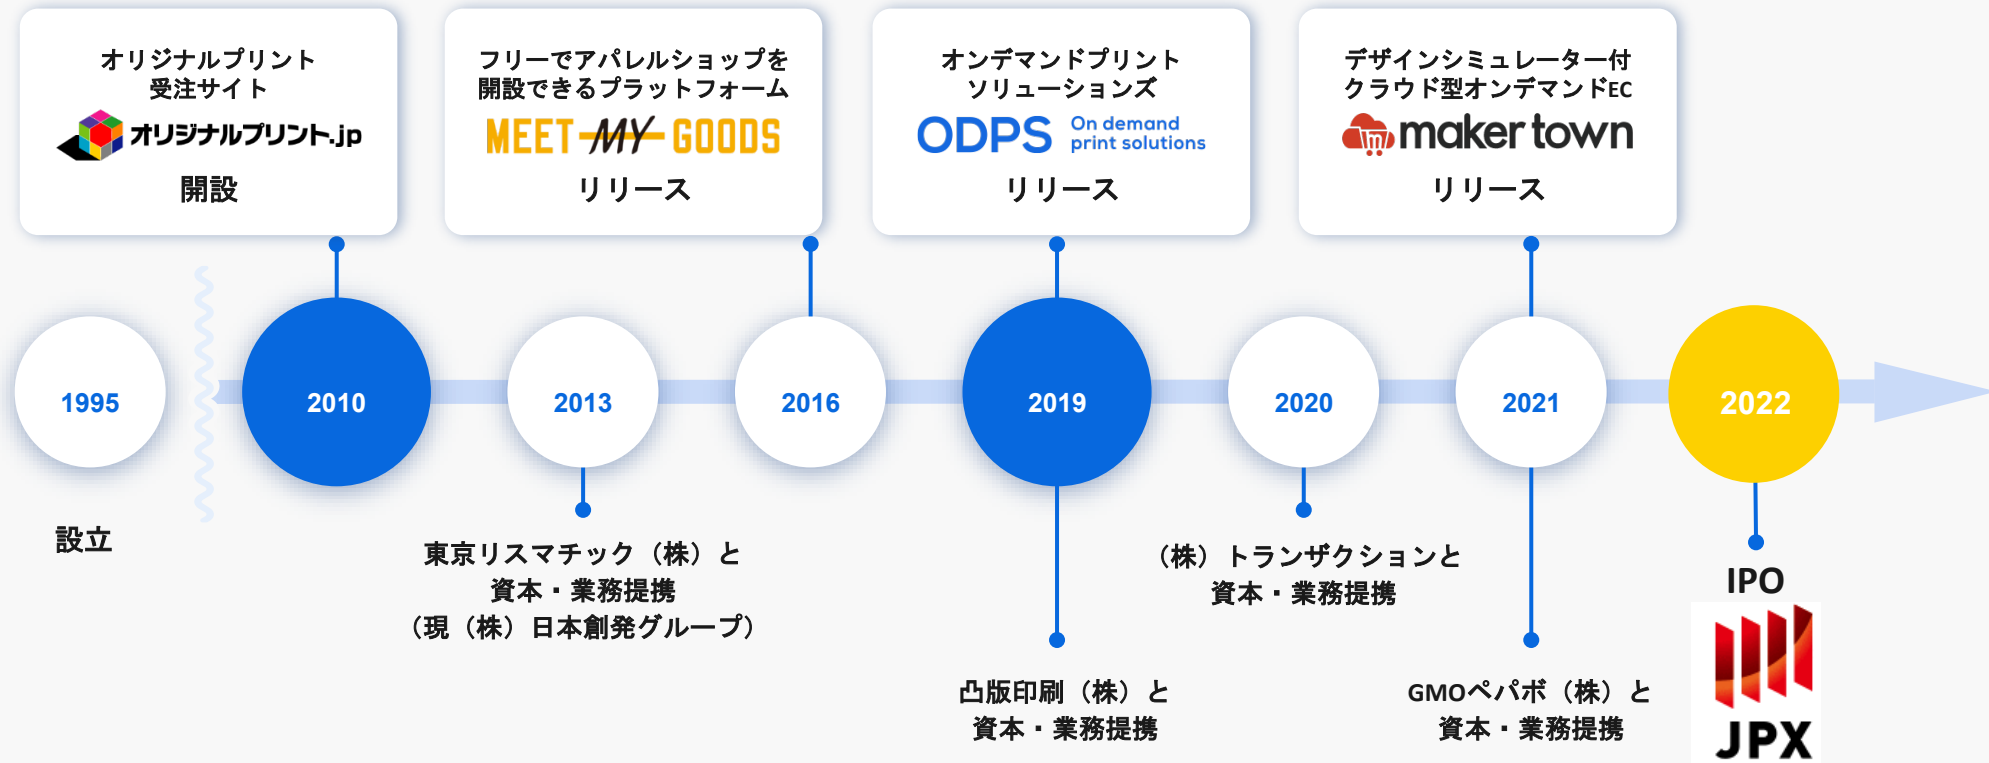 オリジナルプリント
受注サイト
オリジナルプリント.jp
開設
フリーでアパレルショップを
開設できるプラットフォーム
MEET MY GOODS
リリース
オンデマンドプリント
ソリューションズ
ODPS On demand
print solutions
リリース
デザインシミュレーター付
クラウド型オンデマンドEC
m maker town
リリース
1995
2010
2013
2016
2019
2020
2021
2022
設立
東京リスマチック（株）と
資本・業務提携
（現（株）日本創発グループ）
凸版印刷（株）と
資本・業務提携
（株）トランザクションと
資本・業務提携
GMOペパボ（株）と
資本・業務提携
IPO
JPX